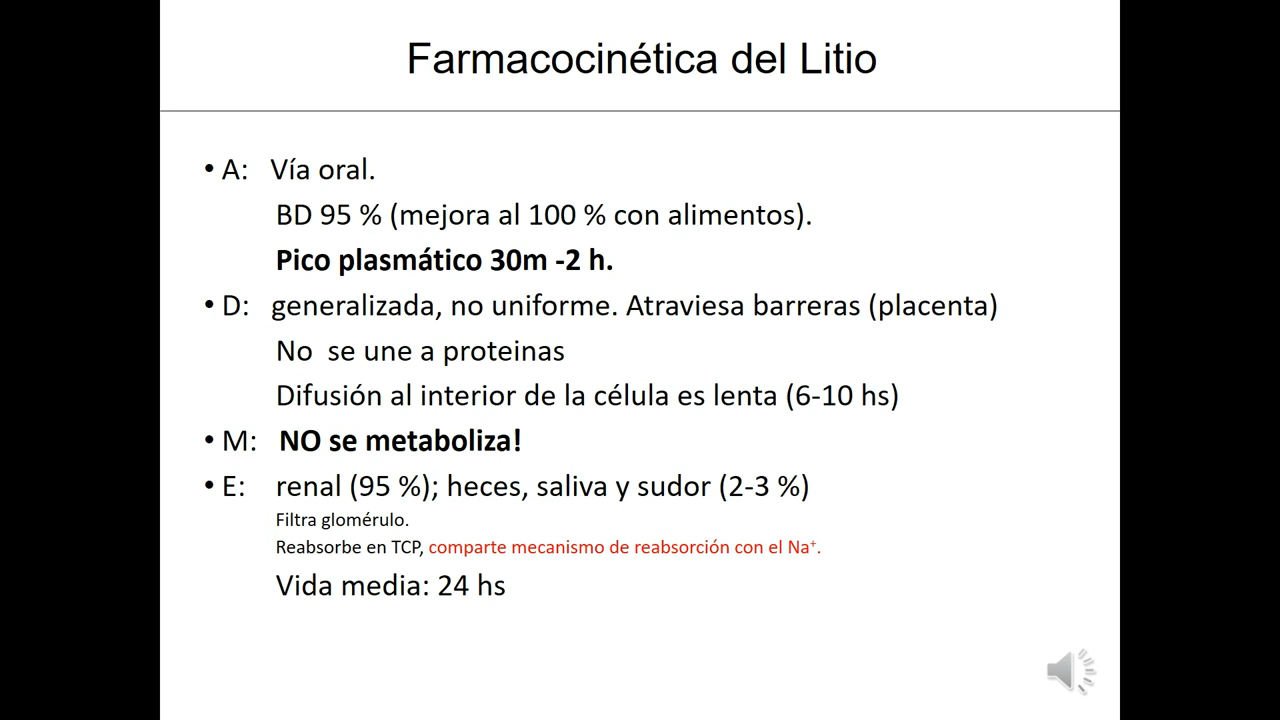 Farmacocinética del Litio
• A: Vía oral.
BD 95 % (mejora al 100 % con alimentos).
Pico plasmático 30m -2 h.
• D: generalizada, no uniforme. Atraviesa barreras (placenta)
No se une a proteinas
Difusión al interior de la célula es lenta (6-10 hs)
• M: NO se metaboliza!
• E: renal (95 %); heces, saliva y sudor (2-3 %)
Filtra glomérulo.
Reabsorbe en TCP, comparte mecanismo de reabsorción con el Na⁺.
Vida media: 24 hs